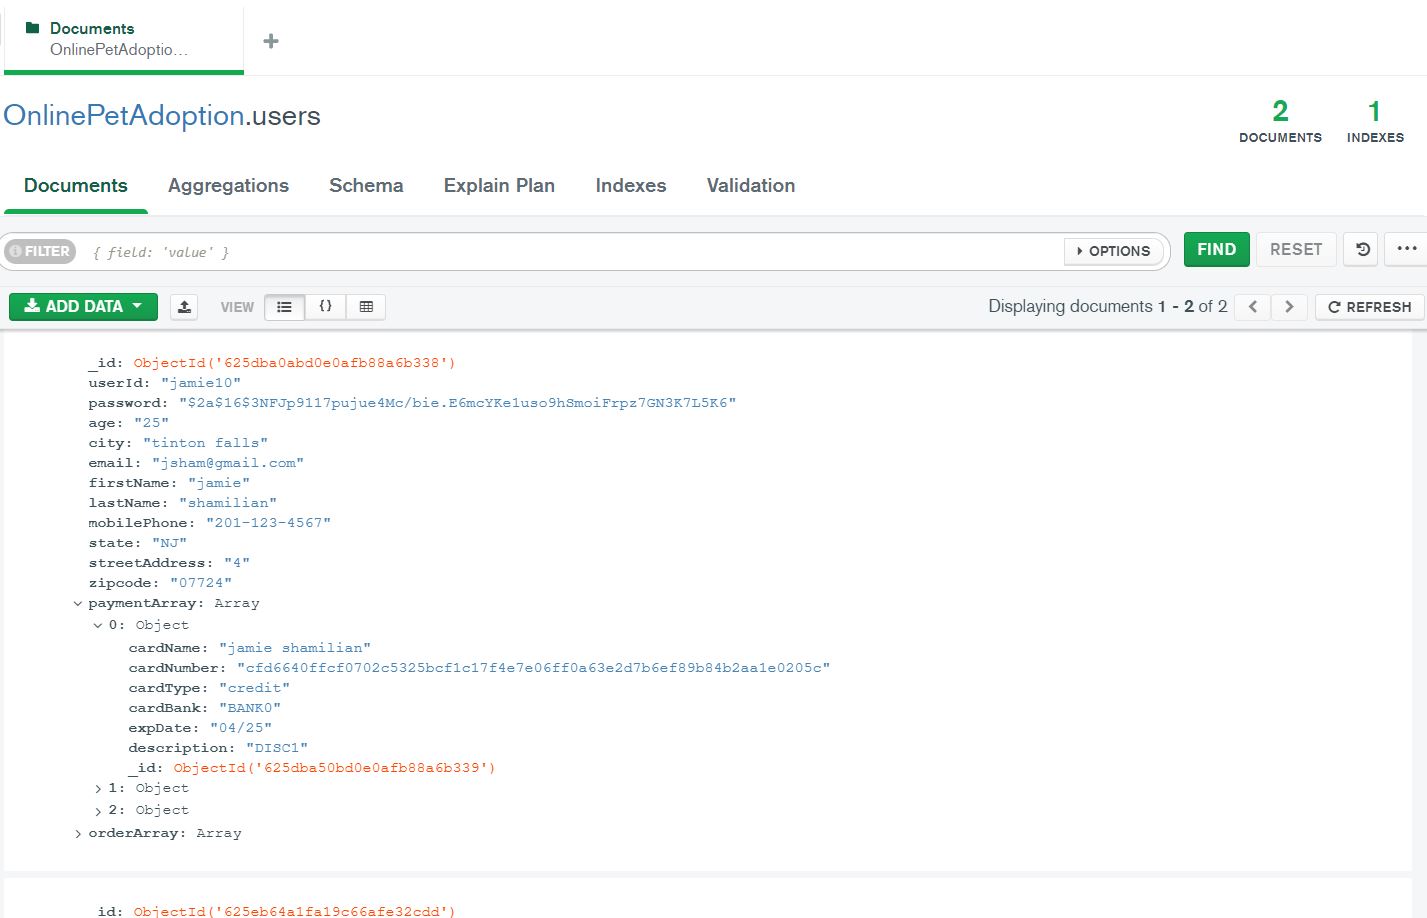 Documents
OnlinePetAdoptio...
OnlinePetAdoption.users
2
DOCUMENTS
1
INDEXES
Documents Aggregations Schema Explain Plan Indexes Validation
FILTER { field: 'value' } OPTIONS FIND RESET
ADD DATA VIEW {} Displaying documents 1 - 2 of 2 REFRESH
_id: ObjectId('625dba0abd0e0afb88a6b338')
userId: "jamie10"
password: "$2a$16$3NFJp9117pujue4Mc/bie.E6mcYKe1uso9hSmoiFrpz7GN3K7L5K6"
age: "25"
city: "tinton falls"
email: "jsham@gmail.com"
firstName: "jamie"
lastName: "shamilian"
mobilePhone: "201-123-4567"
state: "NJ"
streetAddress: "4"
zipcode: "07724"
paymentArray: Array
0: Object
cardName: "jamie shamilian"
cardNumber: "cfd6640ffcf0702c5325bcf1c17f4e7e06ff0a63e2d7b6ef89b84b2aa1e0205c"
cardType: "credit"
cardBank: "BANK0"
expDate: "04/25"
description: "DISC1"
_id: ObjectId('625dba50bd0e0afb88a6b339')
1: Object
2: Object
orderArray: Array
id: ObjectId('625eb64a1fa19c66afe32cdd')